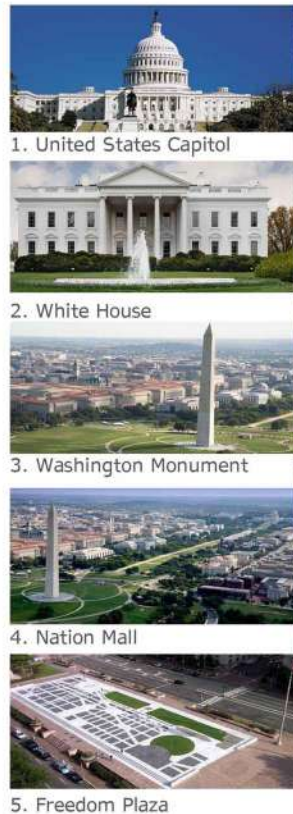 1. United States Capitol
2. White House
3. Washington Monument
4. Nation Mall
5. Freedom Plaza